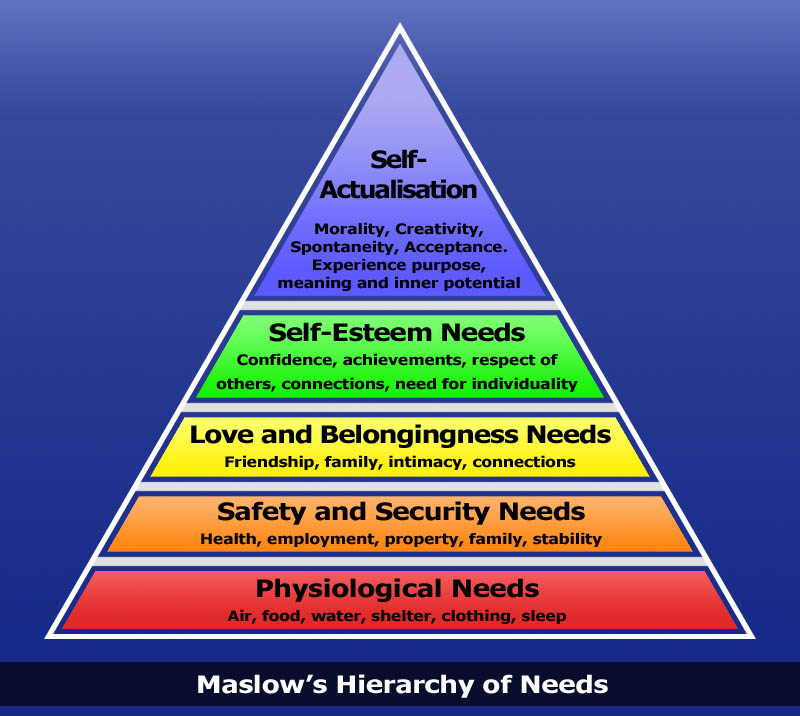 Self-
Actualisation
Morality, Creativity,
Spontaneity, Acceptance.
Experience purpose,
meaning and inner potential
Self-Esteem Needs
Confidence, achievements, respect of
others, connections, need for individuality
Love and Belongingness Needs
Friendship, family, intimacy, connections
Safety and Security Needs
Health, employment, property, family, stability
Physiological Needs
Air, food, water, shelter, clothing, sleep
Maslow’s Hierarchy of Needs